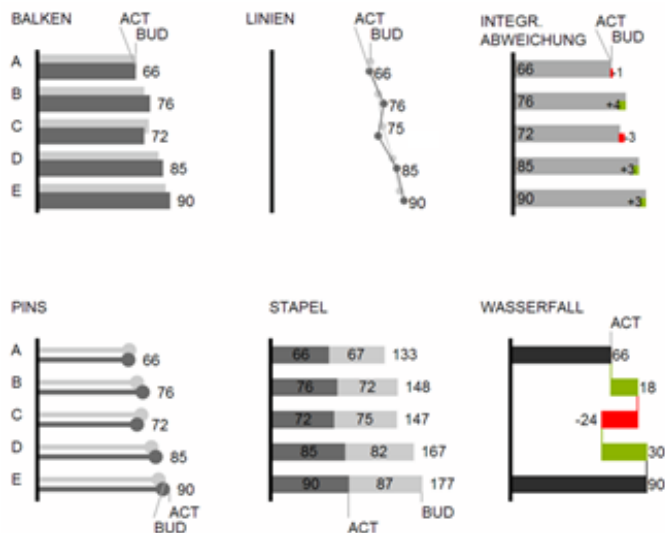 BALKEN
ACT
BUD
A
66
B
76
C
72
D
85
E
90
LINIEN
ACT
BUD
66
76
75
85
90
INTEGR.
ABWEICHUNG
ACT
BUD
66 -1
76 +4
72 -3
85 +3
90 +3
PINS
A
66
B
76
C
72
D
85
E
90
ACT
BUD
STAPEL
66 67 133
76 72 148
72 75 147
85 82 167
90 87 177
ACT
BUD
WASSERFALL
ACT
66
18
-24
30
90